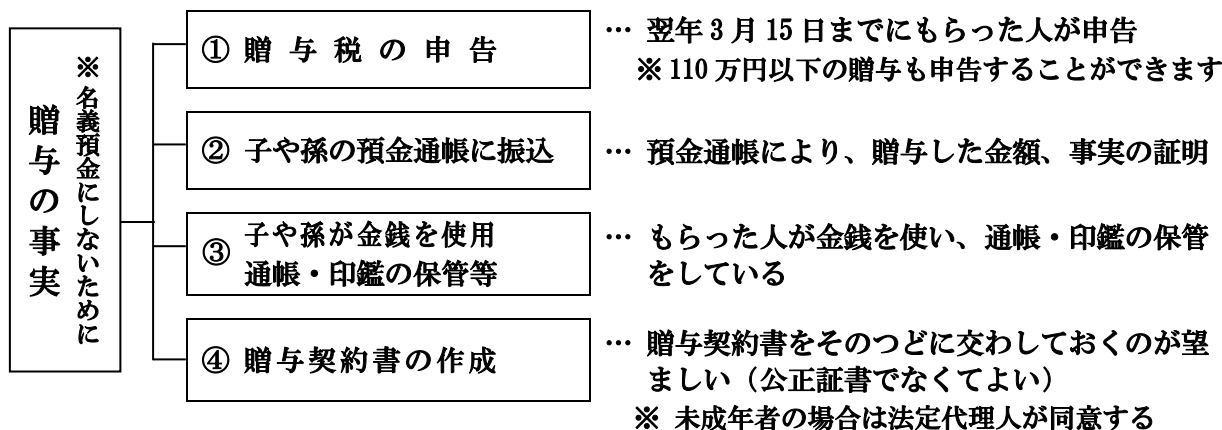 贈与の事実
※名義預金にしないために
① 贈与税の申告
… 翌年3月15日までにもらった人が申告
※110万円以下の贈与も申告することができます
② 子や孫の預金通帳に振込
… 預金通帳により、贈与した金額、事実の証明
③ 子や孫が金銭を使用
通帳・印鑑の保管等
… もらった人が金銭を使い、通帳・印鑑の保管
をしている
④ 贈与契約書の作成
… 贈与契約書をそのつどに交わしておくのが望
ましい（公正証書でなくてよい）
※ 未成年者の場合は法定代理人が同意する